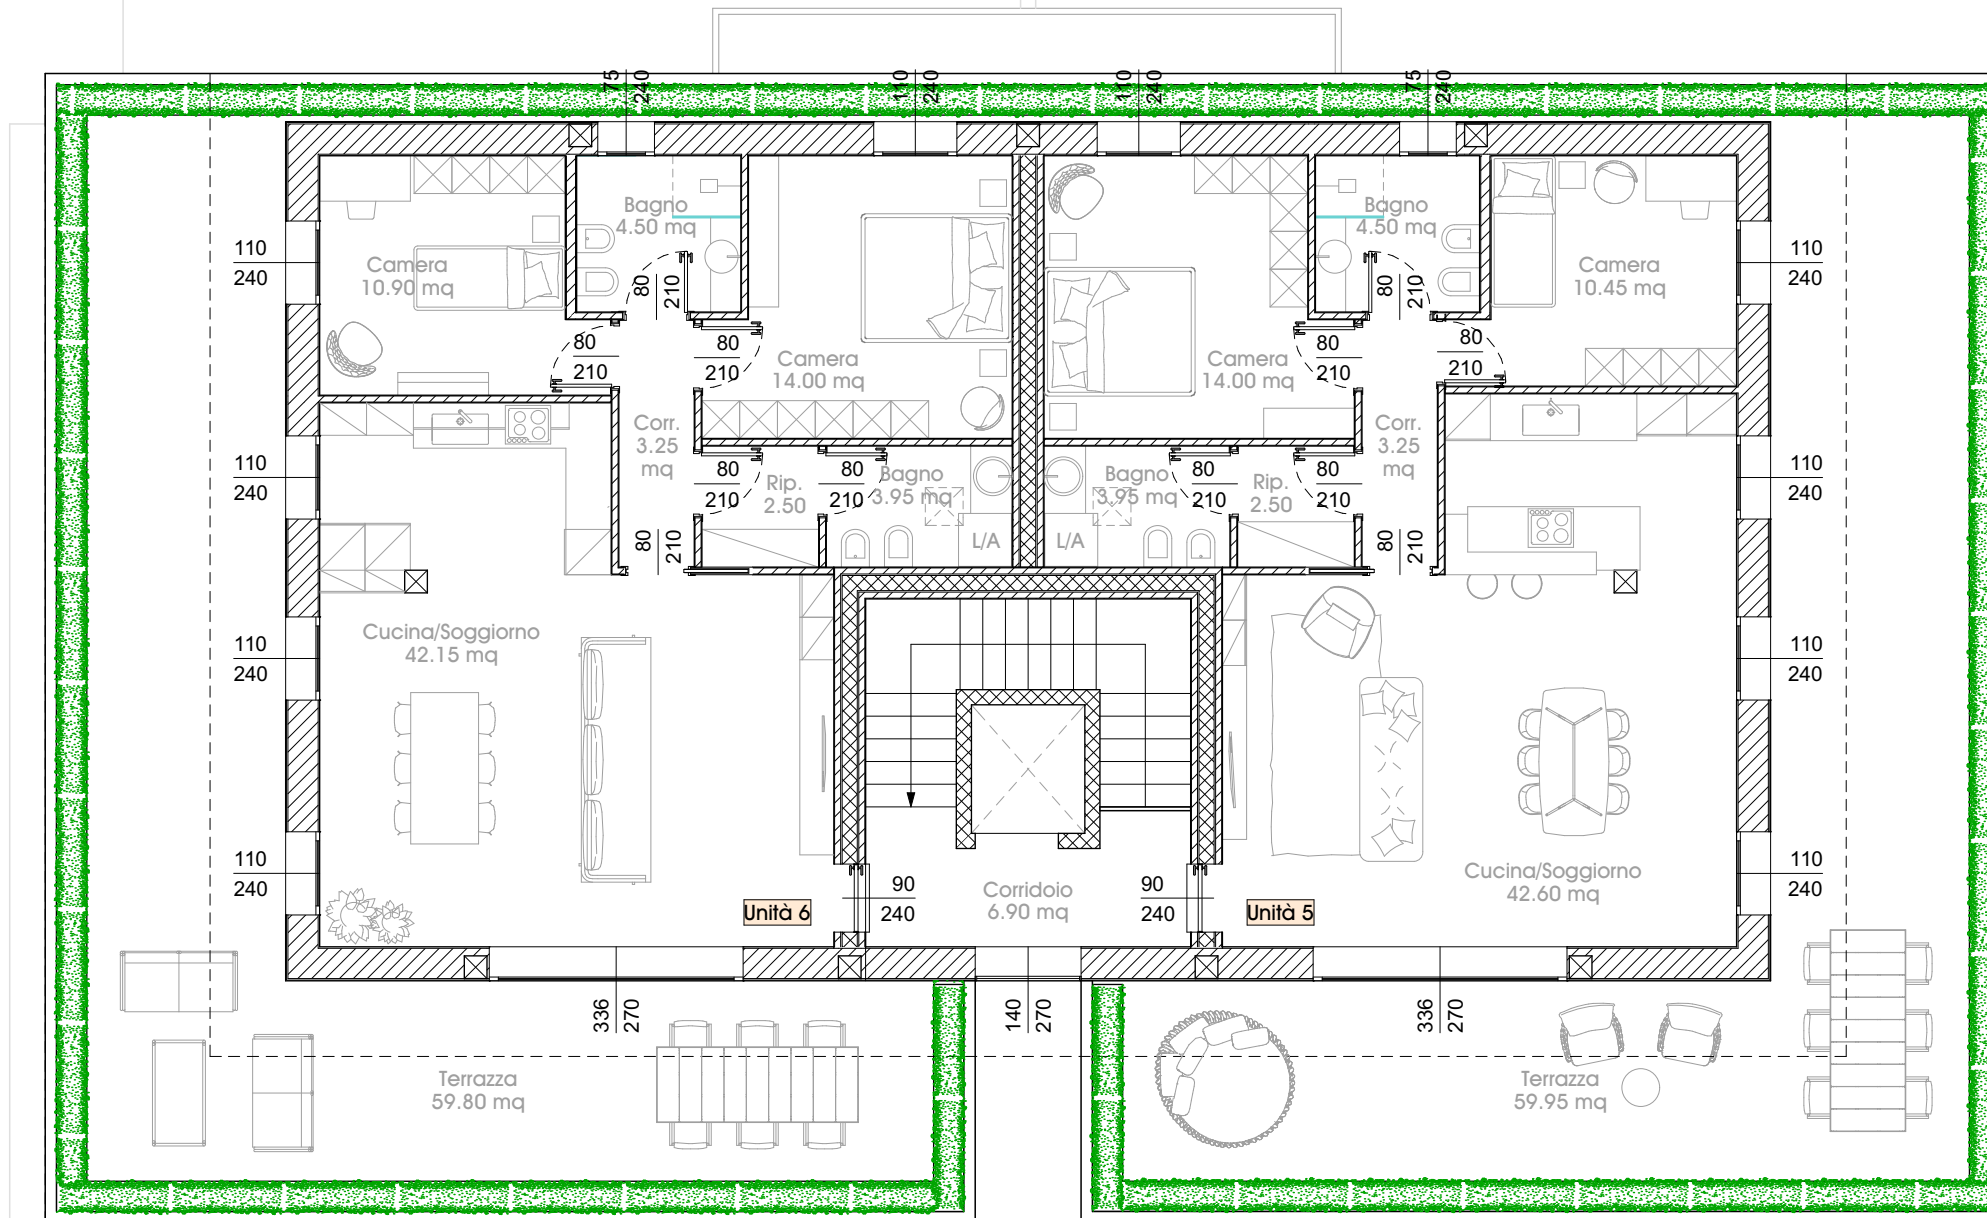 75
240
110
240
110
240
75
240
Bagno
4.50 mq
Bagno
4.50 mq
110
240
Camera
10.90 mq
80
210
80
210
Camera
10.45 mq
110
240
80
210
80
210
Camera
14.00 mq
Camera
14.00 mq
80
210
80
210
Corr.
3.25
mq
Corr.
3.25
mq
110
240
80
210
Rip.
2.50
80
210
Bagno
3.95 mq
Bagno
3.95 mq
80
210
Rip.
2.50
80
210
110
240
80
210
L/A
L/A
80
210
Cucina/Soggiorno
42.15 mq
110
240
110
240
110
240
90
240
Corridoio
6.90 mq
90
240
Cucina/Soggiorno
42.60 mq
110
240
Unità 6
Unità 5
336
270
140
270
336
270
Terrazza
59.80 mq
Terrazza
59.95 mq